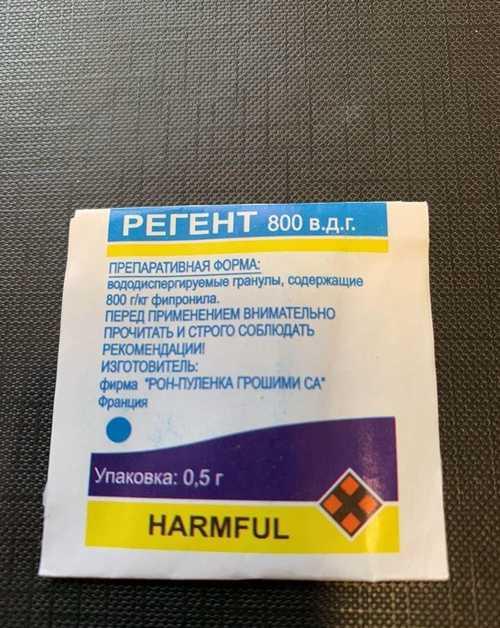 РЕГЕНТ 800 в.д.г.
ПРЕПАРАТИВНАЯ ФОРМА:
вододиспергируемые гранулы, содержащие
800 г/кг фипронила.
ПЕРЕД ПРИМЕНЕНИЕМ ВНИМАТЕЛЬНО
ПРОЧИТАТЬ И СТРОГО СОБЛЮДАТЬ
РЕКОМЕНДАЦИИ!
ИЗГОТОВИТЕЛЬ:
фирма "РОН-ПУЛЕНКА ГРОШИМИ СА"
Франция
Упаковка: 0,5 г
HARMFUL